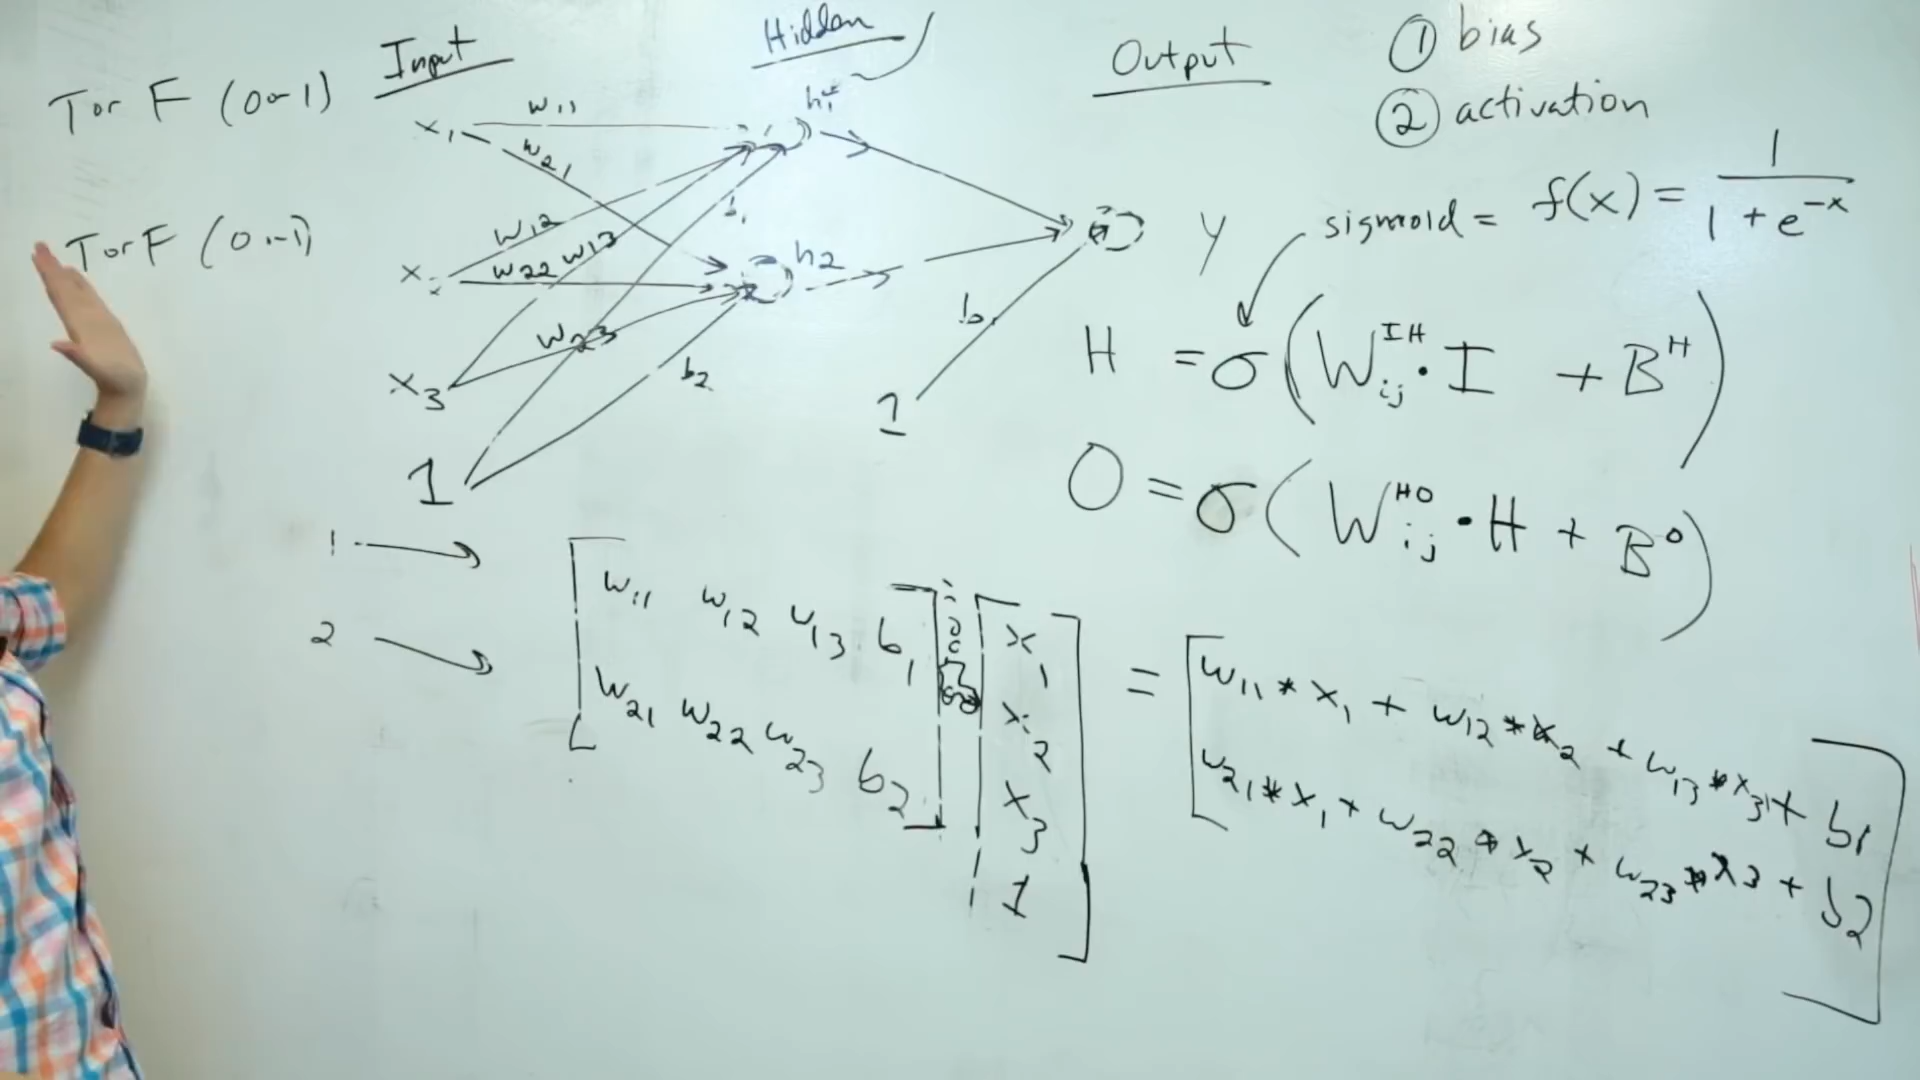 Input
Hidden
Output
① bias
② activation
T or F (0-1)
T or F (0-1)
x₁
w₁₁
w₂₁
h₁
w₁₂
b₁
w₂₂
w₁₃
h₂
x₃
w₂₃
b₂
1
b₁
1
y
sigmoid = f(x) = 1 / (1 + e^-x)
H = σ(W_ij^IH · I + B^H)
O = σ(W_ij^HO · H + B^O)
1 →
2 →
[w₁₁ w₁₂ w₁₃ b₁
w₂₁ w₂₂ w₂₃ b₂]
[x₁
x₂
x₃
1]
= [w₁₁ * x₁ + w₁₂ * x₂ + w₁₃ * x₃ + b₁
w₂₁ * x₁ + w₂₂ * x₂ + w₂₃ * x₃ + b₂]